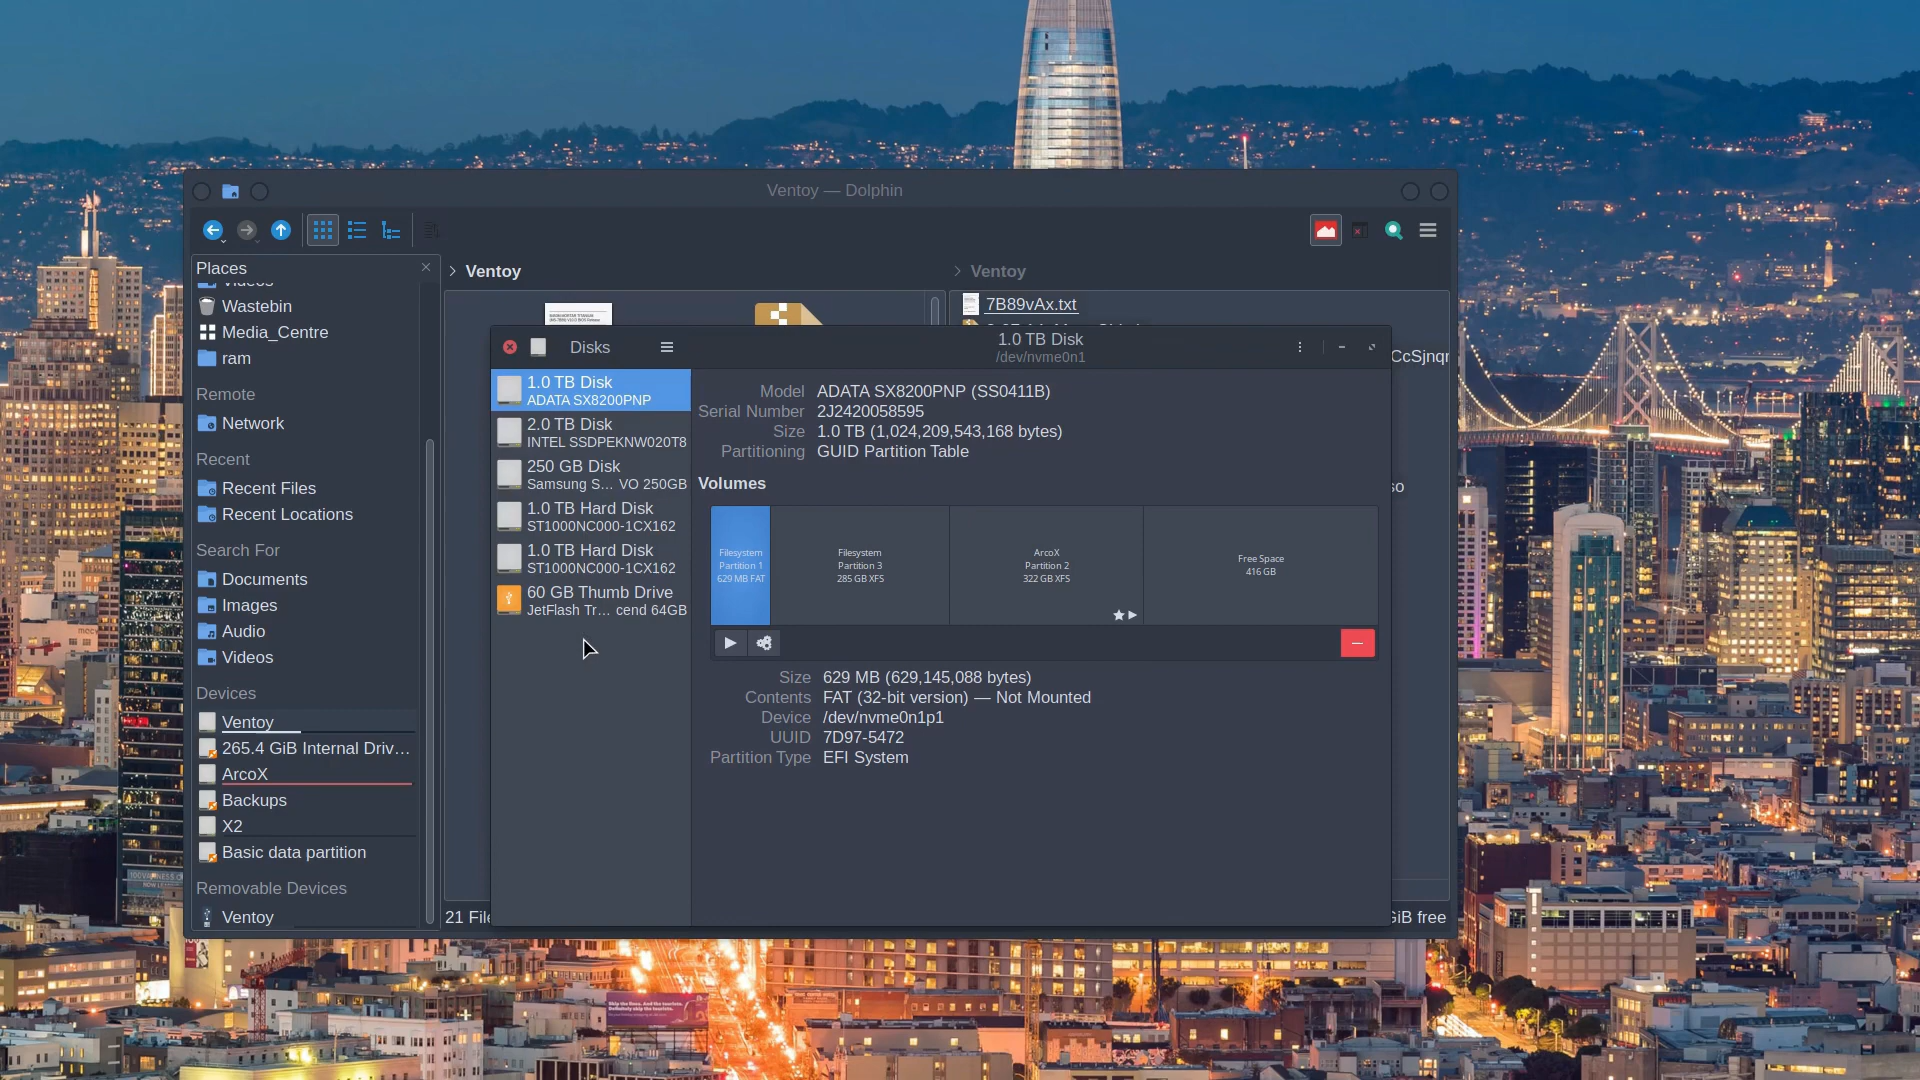 Ventoy — Dolphin
Places
Videos
Wastebin
Media_Centre
ram
Remote
Network
Recent
Recent Files
Recent Locations
Search For
Documents
Images
Audio
Videos
Devices
Ventoy
265.4 GiB Internal Driv…
ArcoX
Backups
X2
Basic data partition
Removable Devices
Ventoy
Ventoy
Ventoy
7B89vAx.txt
CcSjnqr
so
21 File
GiB free
Disks
1.0 TB Disk
/dev/nvme0n1
1.0 TB Disk
ADATA SX8200PNP
2.0 TB Disk
INTEL SSDPEKNW020T8
250 GB Disk
Samsung S… VO 250GB
1.0 TB Hard Disk
ST1000NC000-1CX162
1.0 TB Hard Disk
ST1000NC000-1CX162
60 GB Thumb Drive
JetFlash Tr… cend 64GB
Model ADATA SX8200PNP (SS0411B)
Serial Number 2J2420058595
Size 1.0 TB (1,024,209,543,168 bytes)
Partitioning GUID Partition Table
Volumes
Filesystem
Partition 1
629 MB FAT
Filesystem
Partition 3
285 GB XFS
ArcoX
Partition 2
322 GB XFS
Free Space
416 GB
Size 629 MB (629,145,088 bytes)
Contents FAT (32-bit version) — Not Mounted
Device /dev/nvme0n1p1
UUID 7D97-5472
Partition Type EFI System